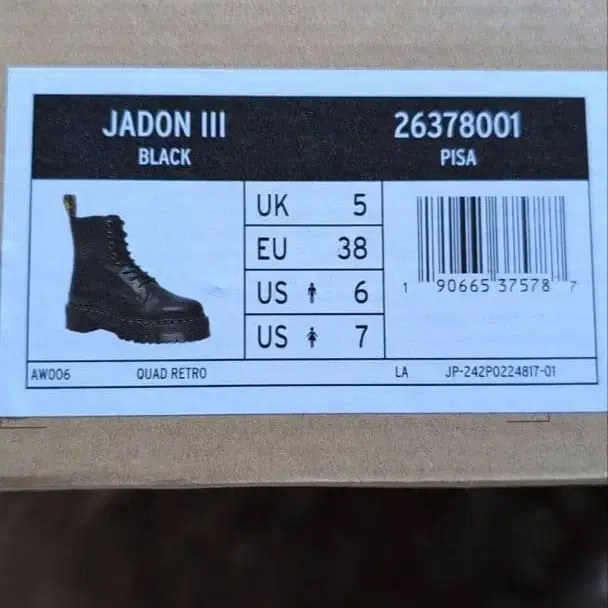 JADON III
BLACK
26378001
PISA
UK 5
EU 38
US 6
US 7
1 90665 37578 7
AW006 QUAD RETRO LA JP-242P0224817-01